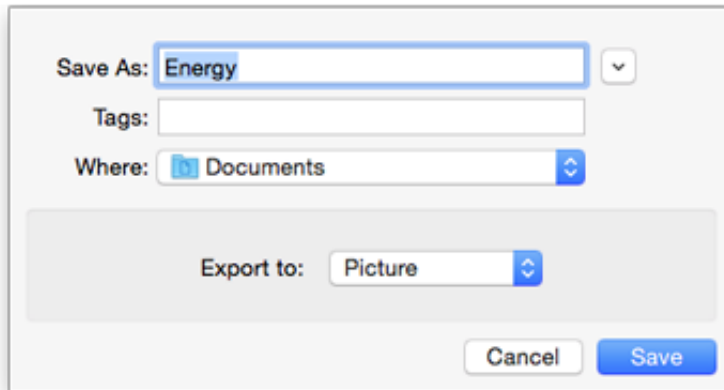 Save As: Energy
Tags:
Where: Documents
Export to: Picture
Cancel Save